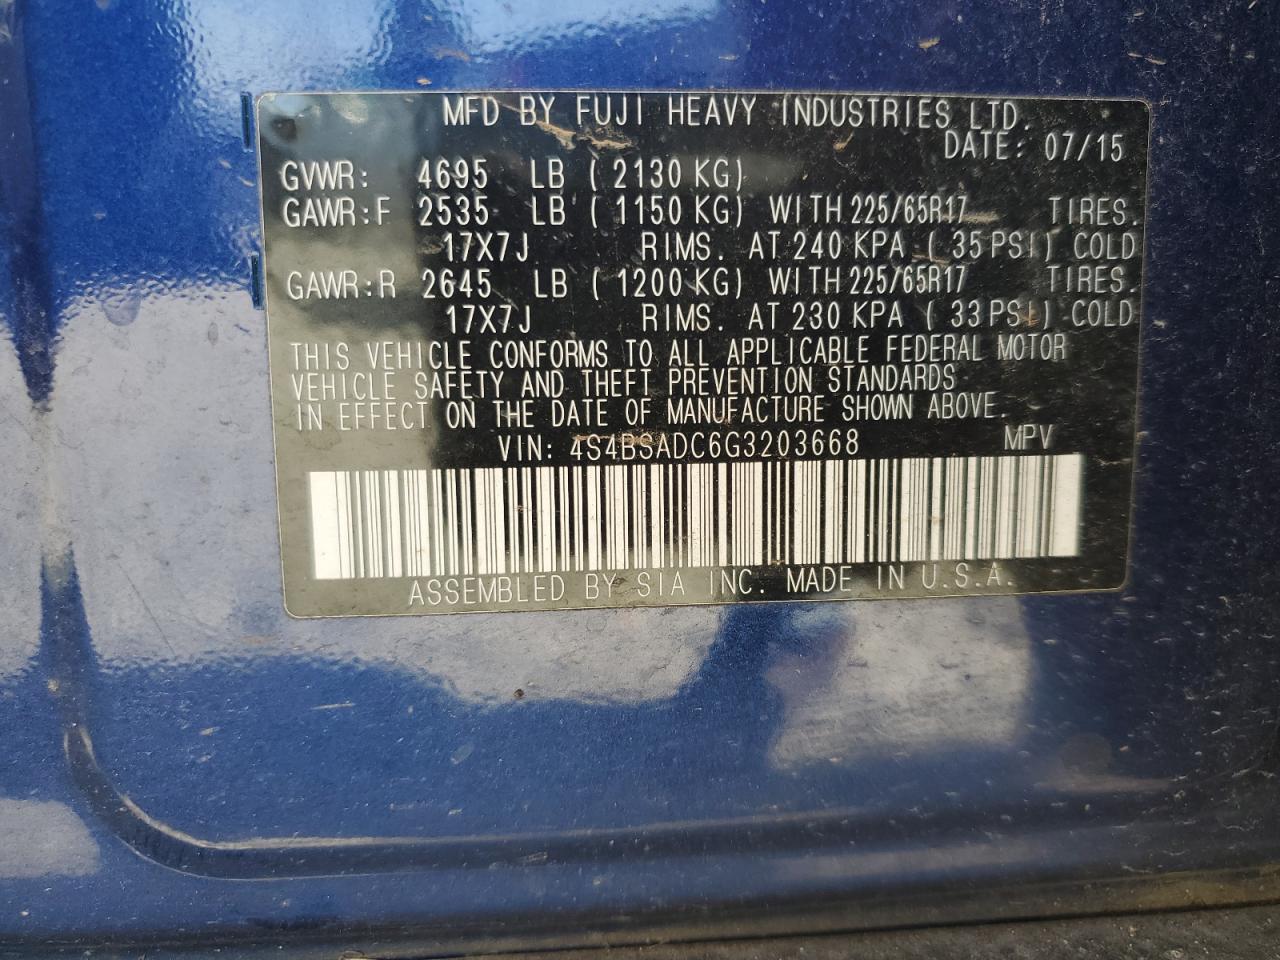 MFD BY FUJI HEAVY INDUSTRIES LTD.
DATE: 07/15
GVWR: 4695 LB ( 2130 KG)
GAWR:F 2535 LB ( 1150 KG) WITH 225/65R17 TIRES.
17X7J RIMS. AT 240 KPA ( 35 PSI) COLD
GAWR:R 2645 LB ( 1200 KG) WITH 225/65R17 TIRES.
17X7J RIMS. AT 230 KPA ( 33 PSI) COLD
THIS VEHICLE CONFORMS TO ALL APPLICABLE FEDERAL MOTOR
VEHICLE SAFETY AND THEFT PREVENTION STANDARDS
IN EFFECT ON THE DATE OF MANUFACTURE SHOWN ABOVE.
VIN: 4S4BSADC6G3203668 MPV
ASSEMBLED BY SIA INC. MADE IN U.S.A.